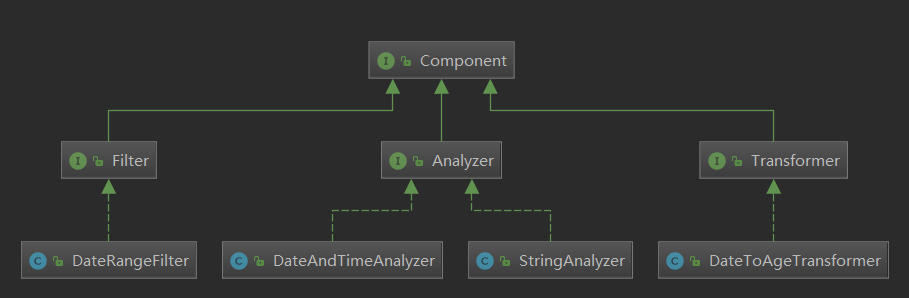 I Component
I Filter
I Analyzer
I Transformer
C DateRangeFilter
C DateAndTimeAnalyzer
C StringAnalyzer
C DateToAgeTransformer